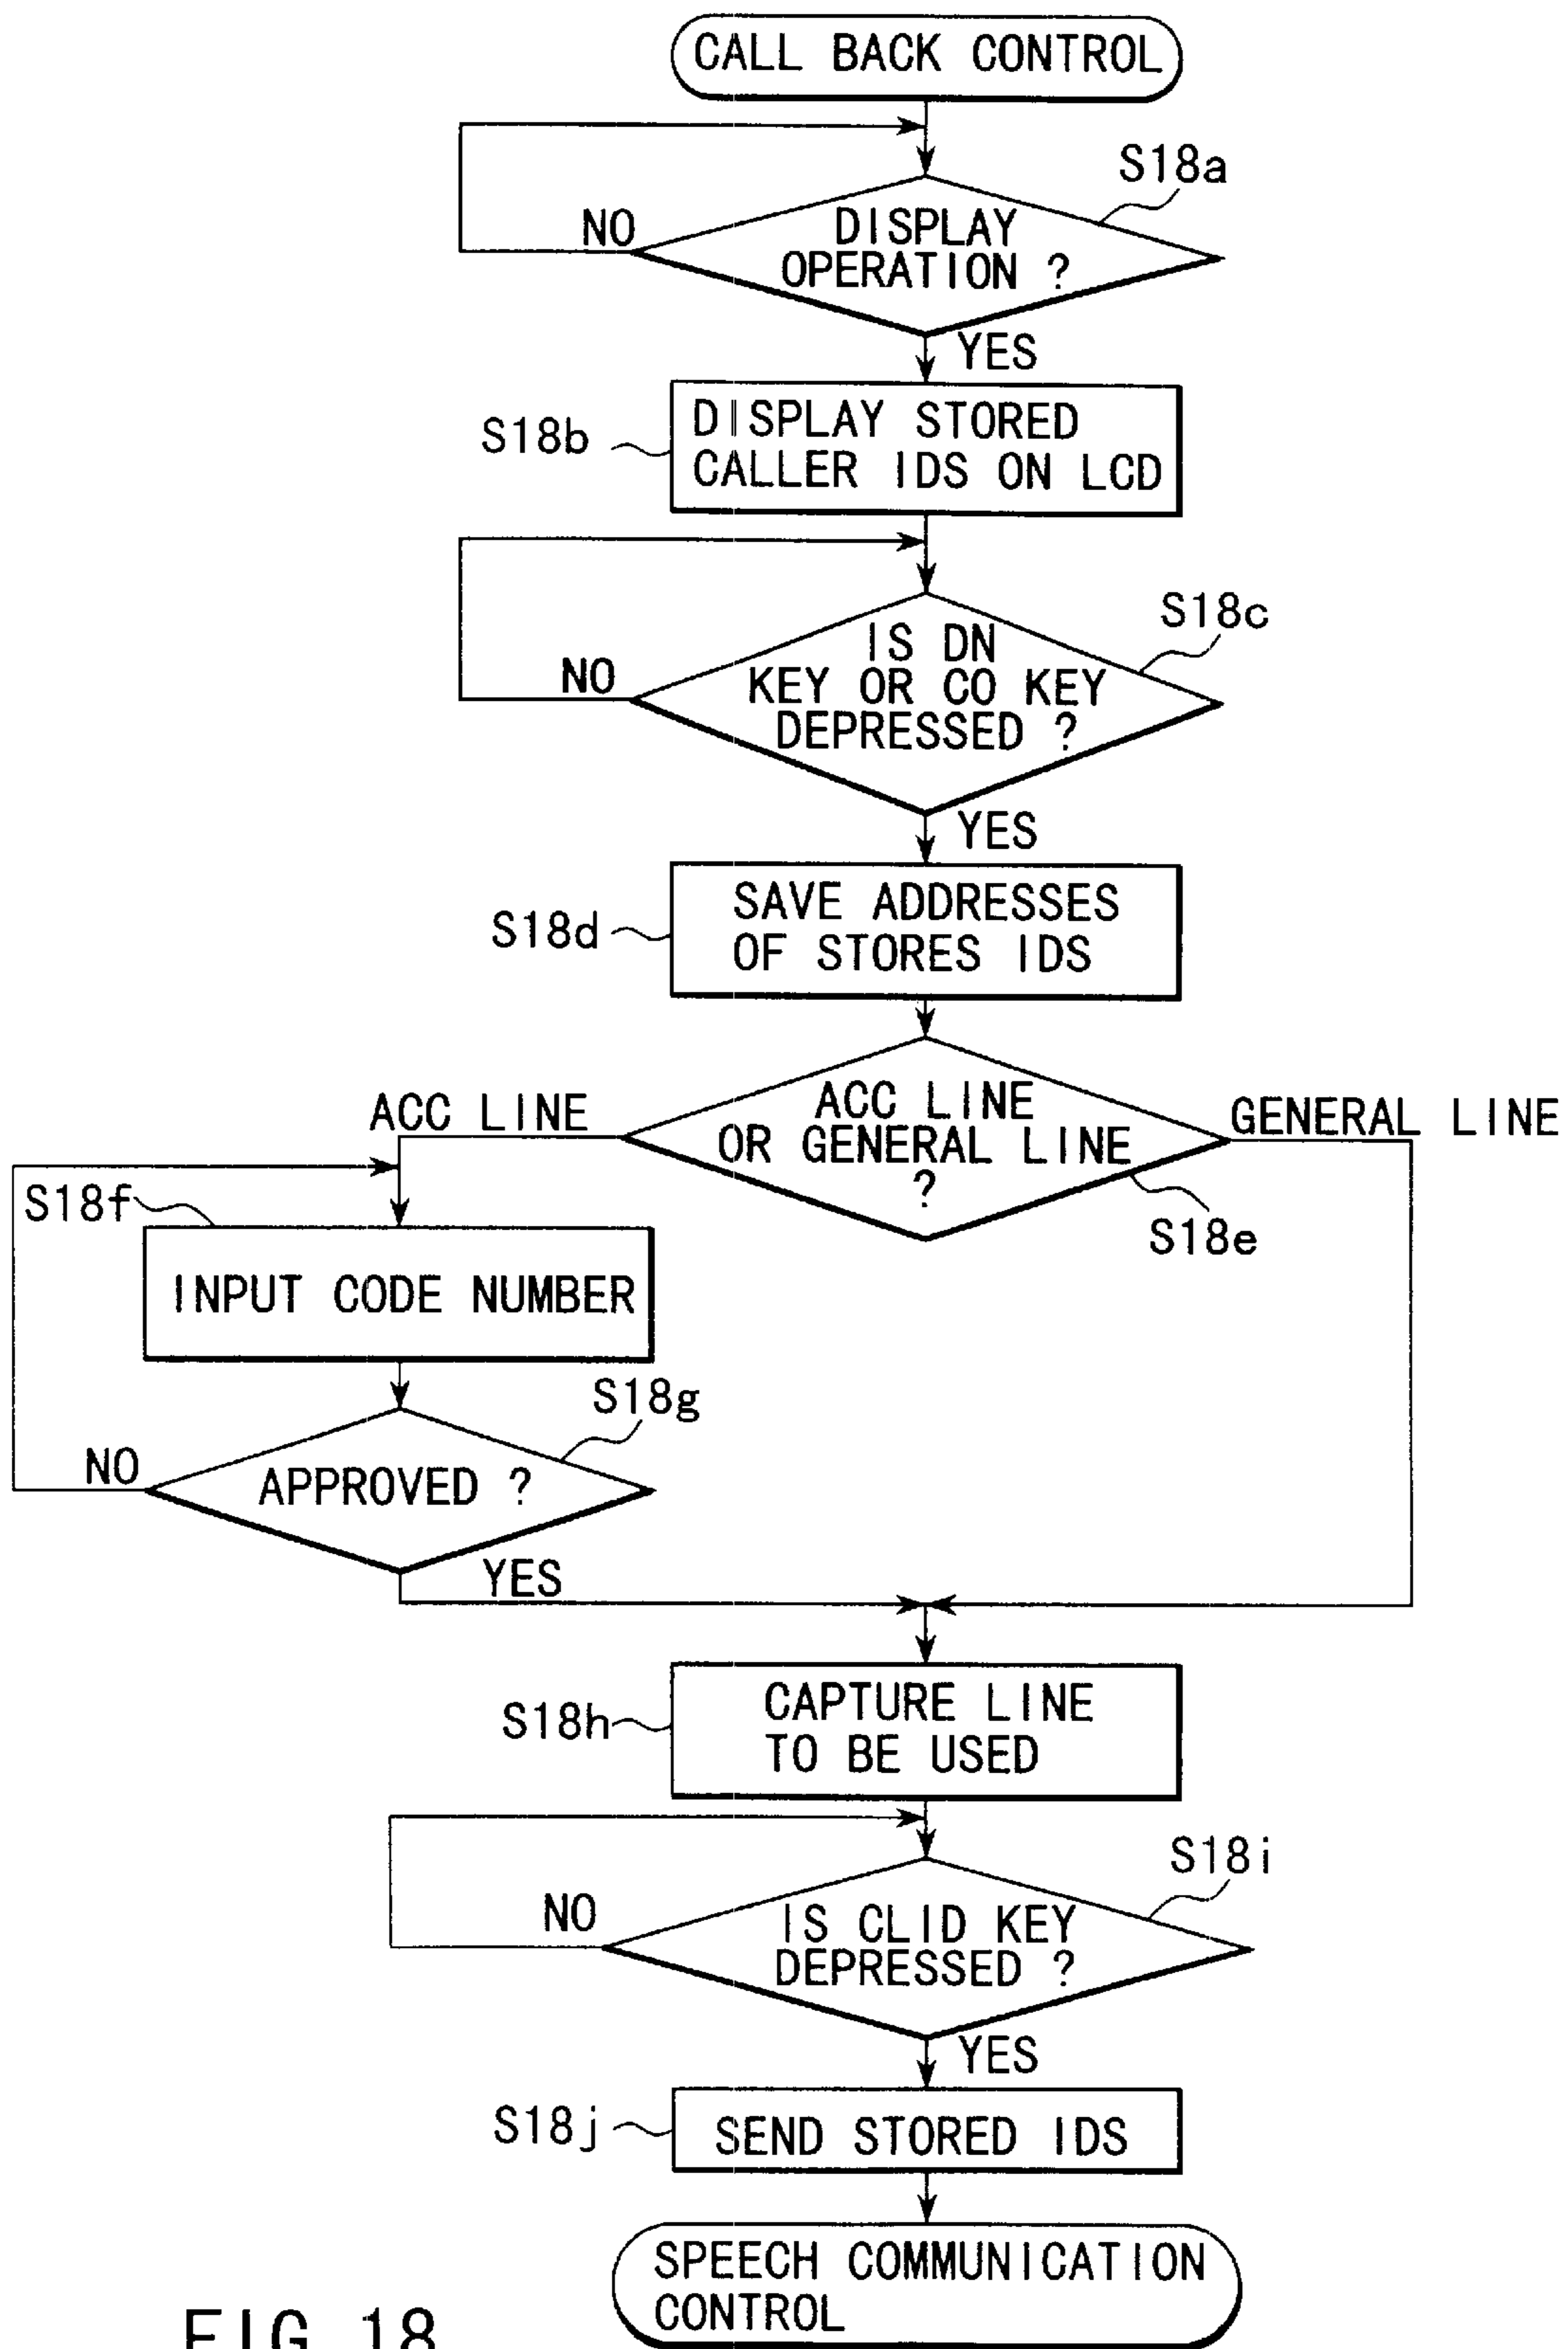 CALL BACK CONTROL
S18a
NO
DISPLAY
OPERATION ?
YES
S18b
DISPLAY STORED
CALLER IDS ON LCD
S18c
NO
IS DN
KEY OR CO KEY
DEPRESSED ?
YES
S18d
SAVE ADDRESSES
OF STORES IDS
ACC LINE
ACC LINE
OR GENERAL LINE
?
GENERAL LINE
S18e
S18f
INPUT CODE NUMBER
S18g
NO
APPROVED ?
YES
S18h
CAPTURE LINE
TO BE USED
S18i
NO
IS CLID KEY
DEPRESSED ?
YES
S18j
SEND STORED IDS
SPEECH COMMUNICATION
CONTROL
FIG. 18